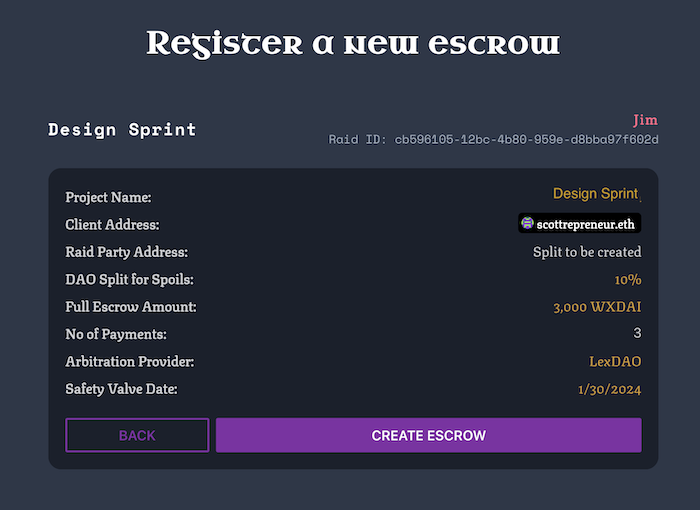 Register a new escrow
Design Sprint
Jim
Raid ID: cb596105-12bc-4b80-959e-d8bba97f602d
Project Name: Design Sprint
Client Address: scottrepreneur.eth
Raid Party Address: Split to be created
DAO Split for Spoils: 10%
Full Escrow Amount: 3,000 WXDAI
No of Payments: 3
Arbitration Provider: LexDAO
Safety Valve Date: 1/30/2024
BACK CREATE ESCROW